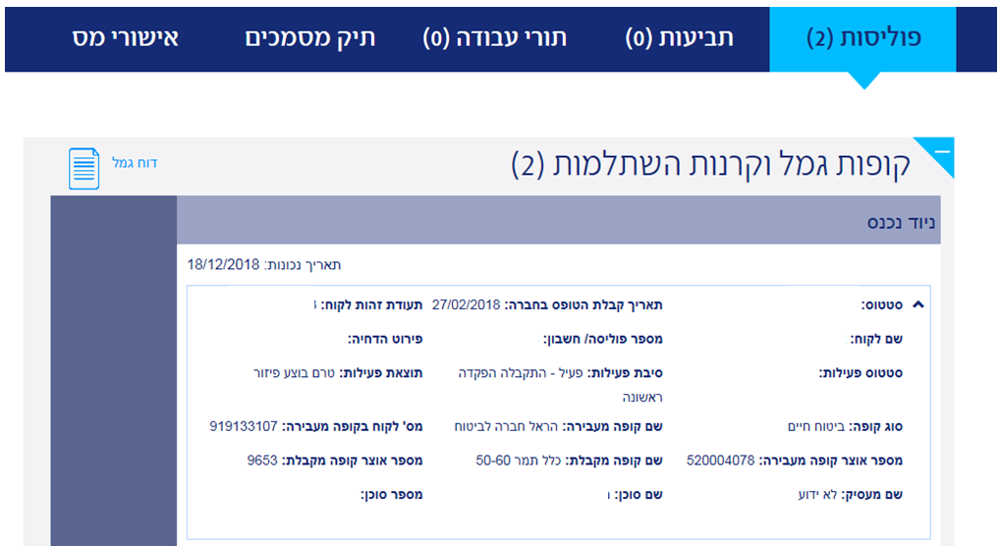 פוליסות (2) תביעות (0) תורי עבודה (0) תיק מסמכים אישורי מס
קופות גמל וקרנות השתלמות (2) דוח גמל
ניוד נכנס
תאריך נכונות: 18/12/2018
סטטוס: תאריך קבלת הטופס בחברה: 27/02/2018 תעודת זהות לקוח:
שם לקוח: מספר פוליסה/ חשבון: פירוט הדחיה:
סטטוס פעילות: סיבת פעילות: פעיל - התקבלה הפקדה תוצאת פעילות: טרם בוצע פיזור
ראשונה
סוג קופה: ביטוח חיים שם קופה מעבירה: הראל חברה לביטוח מס' לקוח בקופה מעבירה: 919133107
מספר אוצר קופה מעבירה: 520004078 שם קופה מקבלת: כלל תמר 50-60 מספר אוצר קופה מקבלת: 9653
שם מעסיק: לא ידוע שם סוכן: מספר סוכן: